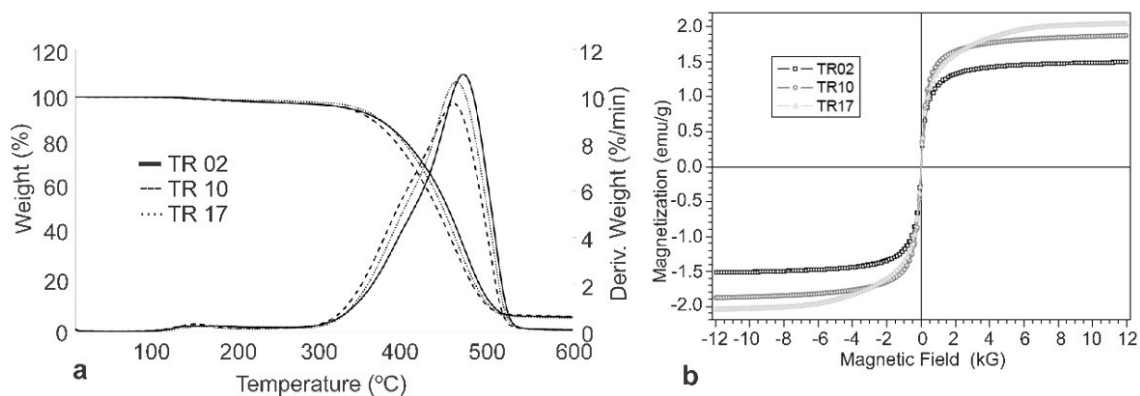 120
100
80
60
40
20
0
Weight (%)
TR 02
TR 10
TR 17
12
10
8
6
4
2
0
Deriv. Weight (%/min)
100 200 300 400 500 600
Temperature (ºC)
a
2.0
1.5
1.0
0.5
0.0
-0.5
-1.0
-1.5
-2.0
Magnetization (emu/g)
TR02
TR10
TR17
-12 -10 -8 -6 -4 -2 0 2 4 6 8 10 12
Magnetic Field (kG)
b